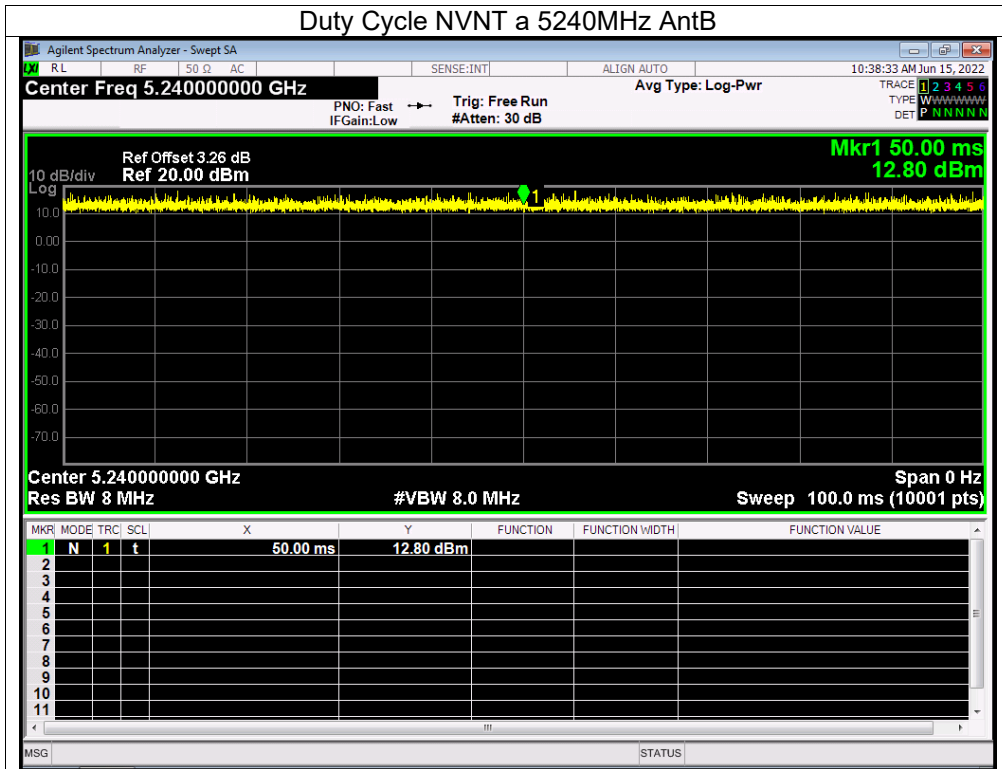 Duty Cycle NVNT a 5240MHz AntB
Agilent Spectrum Analyzer - Swept SA
LXI RL RF 50 Ω AC SENSE:INT ALIGN AUTO 10:38:33 AM Jun 15, 2022
Center Freq 5.240000000 GHz
PNO: Fast
IFGain:Low
Trig: Free Run
#Atten: 30 dB
Avg Type: Log-Pwr
TRACE 1 2 3 4 5 6
TYPE WWWWWW
DET P N N N N N
Mkr1 50.00 ms
12.80 dBm
Ref Offset 3.26 dB
10 dB/div Ref 20.00 dBm
Log
1
10.0
0.00
-10.0
-20.0
-30.0
-40.0
-50.0
-60.0
-70.0
Center 5.240000000 GHz Span 0 Hz
Res BW 8 MHz #VBW 8.0 MHz Sweep 100.0 ms (10001 pts)
MKR MODE TRC SCL X Y FUNCTION FUNCTION WIDTH FUNCTION VALUE
1 N 1 t 50.00 ms 12.80 dBm
2
3
4
5
6
7
8
9
10
11
MSG STATUS